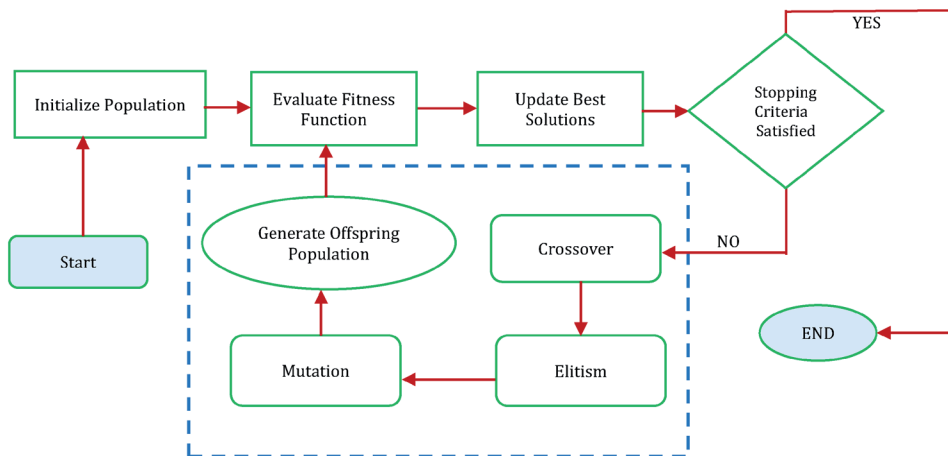 YES
Initialize Population
Evaluate Fitness
Function
Update Best
Solutions
Stopping
Criteria
Satisfied
Start
Generate Offspring
Population
Crossover
NO
Mutation
Elitism
END